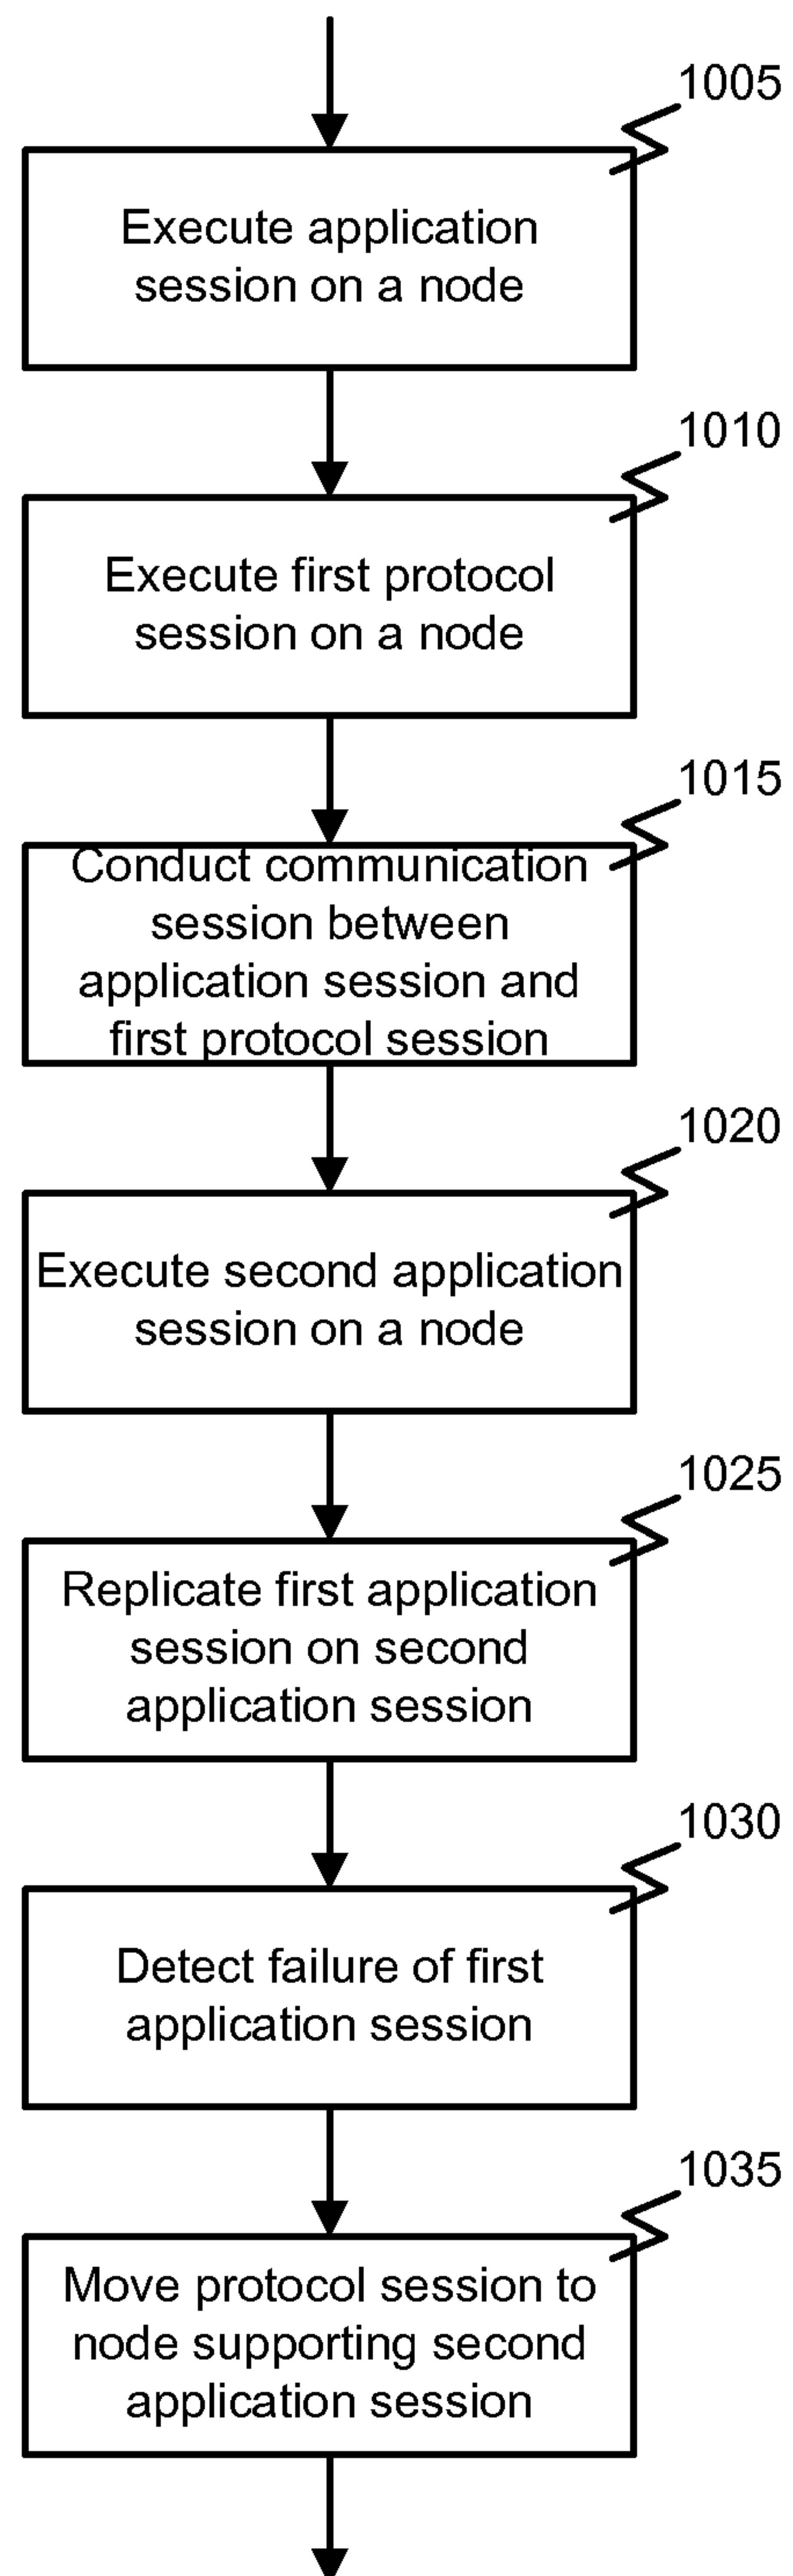 1005
Execute application
session on a node
1010
Execute first protocol
session on a node
1015
Conduct communication
session between
application session and
first protocol session
1020
Execute second application
session on a node
1025
Replicate first application
session on second
application session
1030
Detect failure of first
application session
1035
Move protocol session to
node supporting second
application session